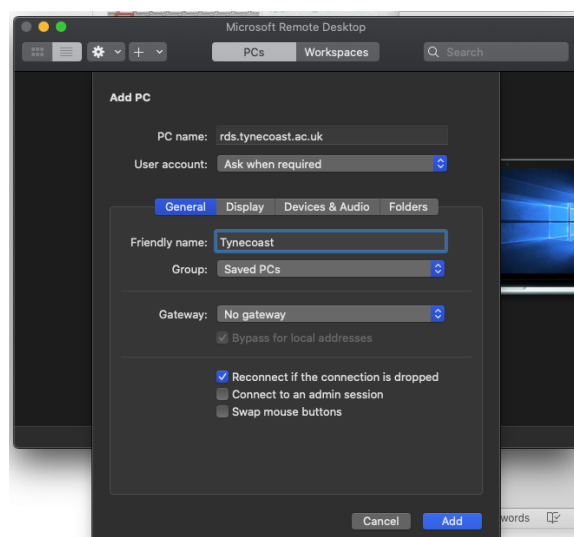 Microsoft Remote Desktop
PCs Workspaces Search
Add PC
PC name: rds.tynecoast.ac.uk
User account: Ask when required
General Display Devices & Audio Folders
Friendly name: Tynecoast
Group: Saved PCs
Gateway: No gateway
Bypass for local addresses
Reconnect if the connection is dropped
Connect to an admin session
Swap mouse buttons
Cancel Add
words